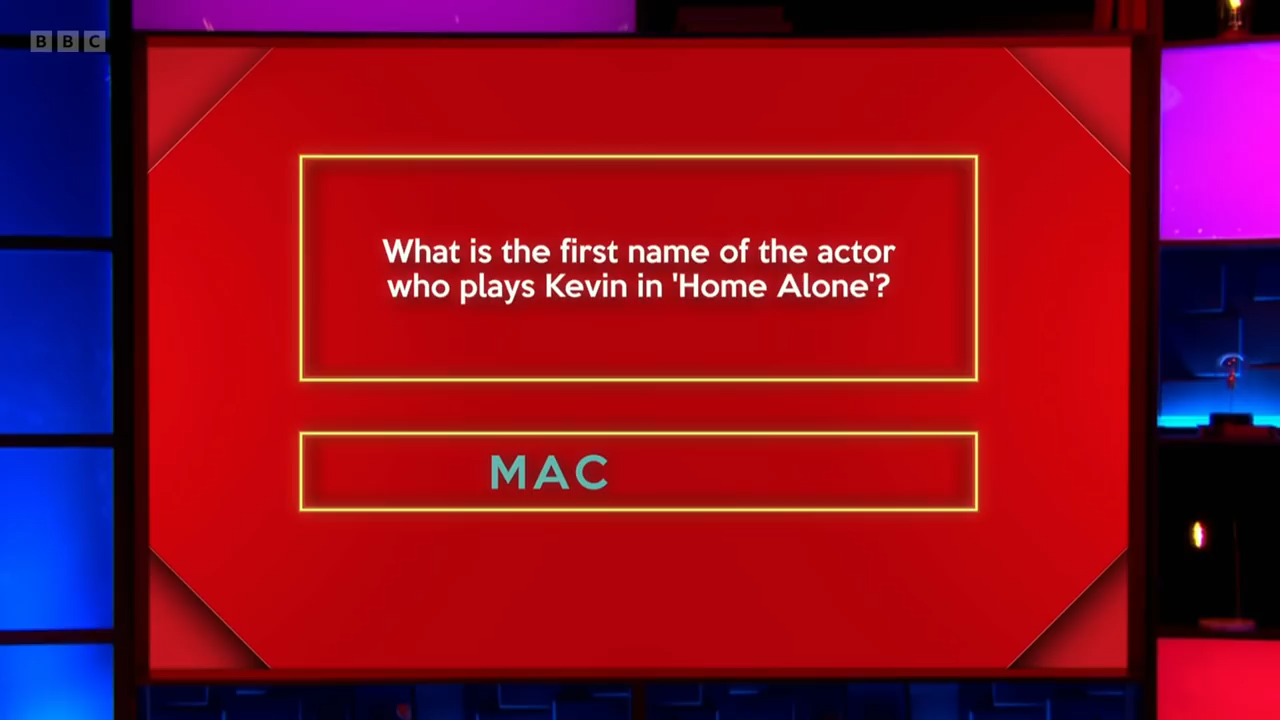 BBC
What is the first name of the actor
who plays Kevin in 'Home Alone'?
MAC